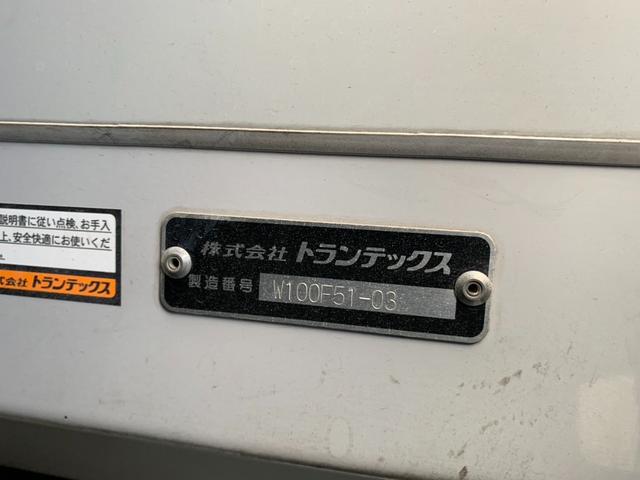 説明書に従い点検、お手入
上、安全快適にお使いくだ
式会社 トランテックス
株式会社 トランテックス
製造番号 W100F51-03